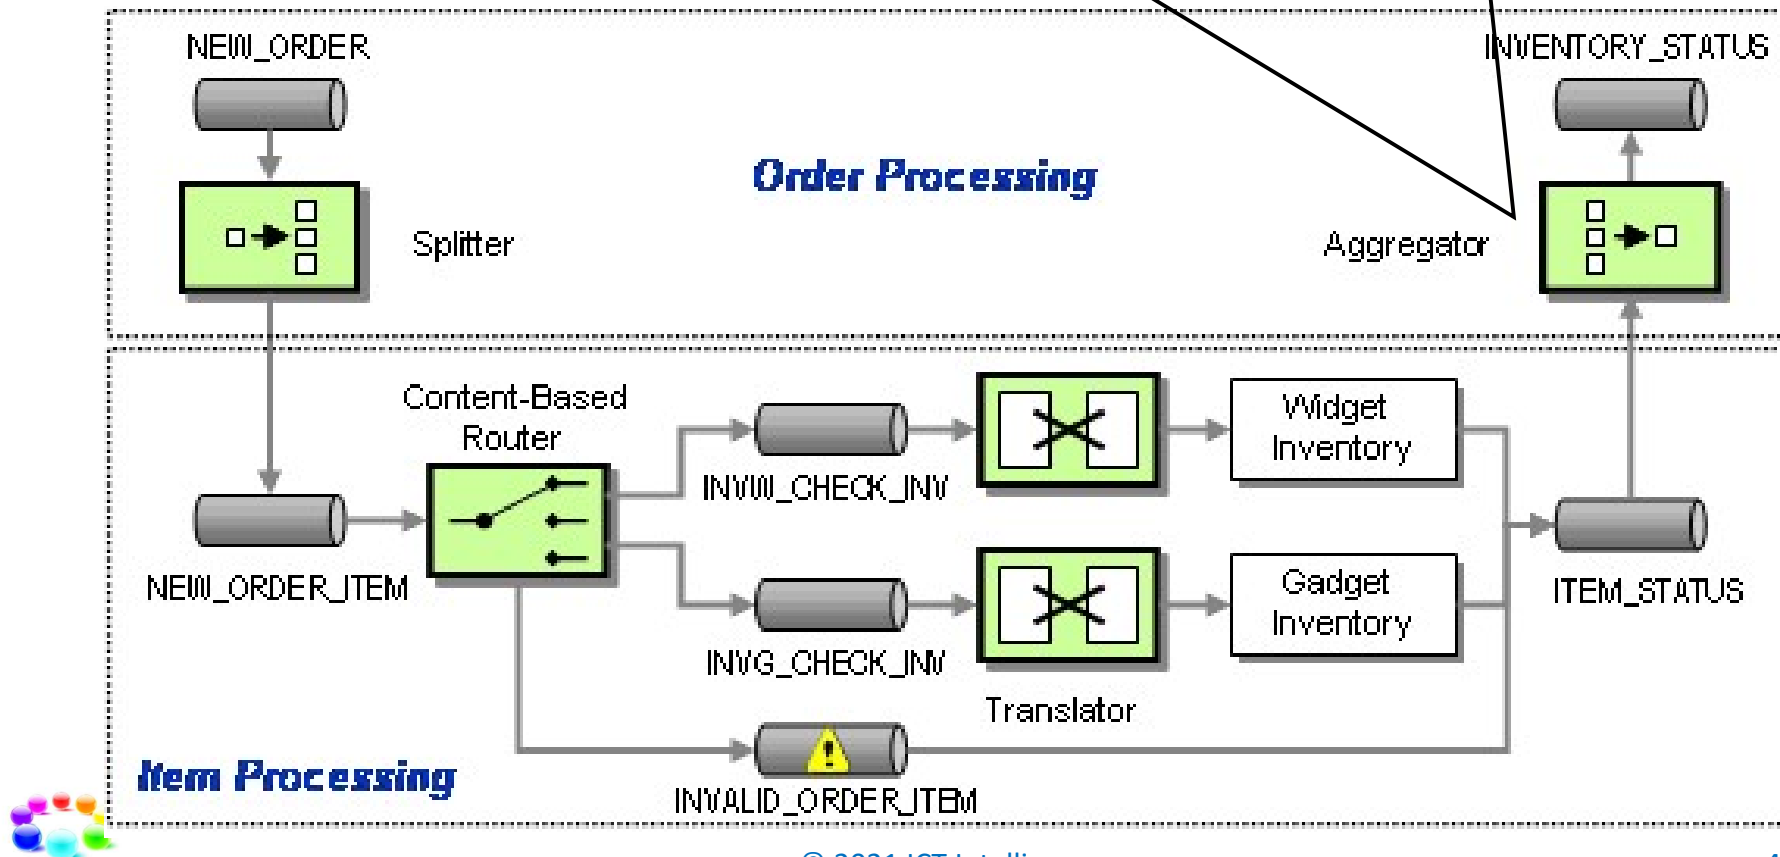 NEW_ORDER
INVENTORY_STATUS
Order Processing
Splitter
Aggregator
Content-Based
Router
Widget
Inventory
INVW_CHECK_INV
NEW_ORDER_ITEM
Gadget
Inventory
ITEM_STATUS
INVG_CHECK_INV
Translator
!
Item Processing
INVALID_ORDER_ITEM